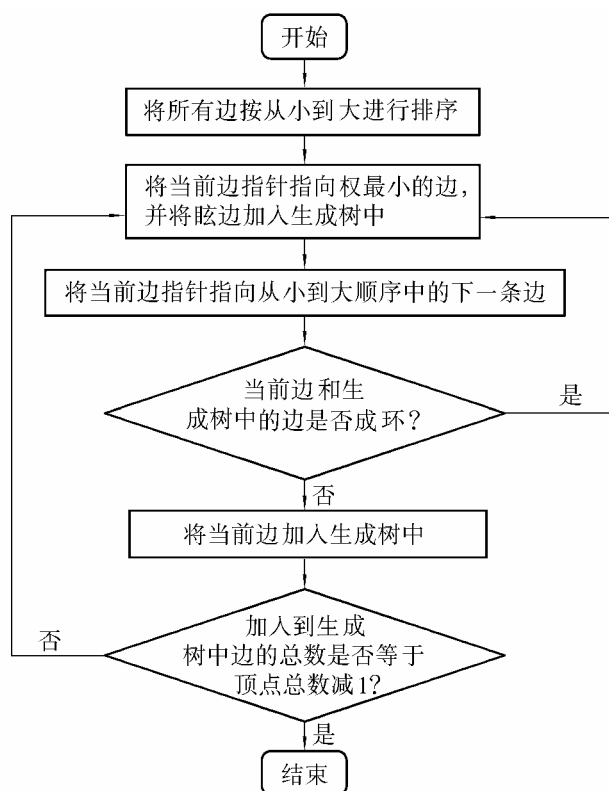 开始
将所有边按从小到大进行排序
将当前边指针指向权最小的边，
并将眩边加入生成树中
将当前边指针指向从小到大顺序中的下一条边
当前边和生
成树中的边是否成环？
是
否
将当前边加入生成树中
加入到生成
树中边的总数是否等于
顶点总数减1？
否
是
结束